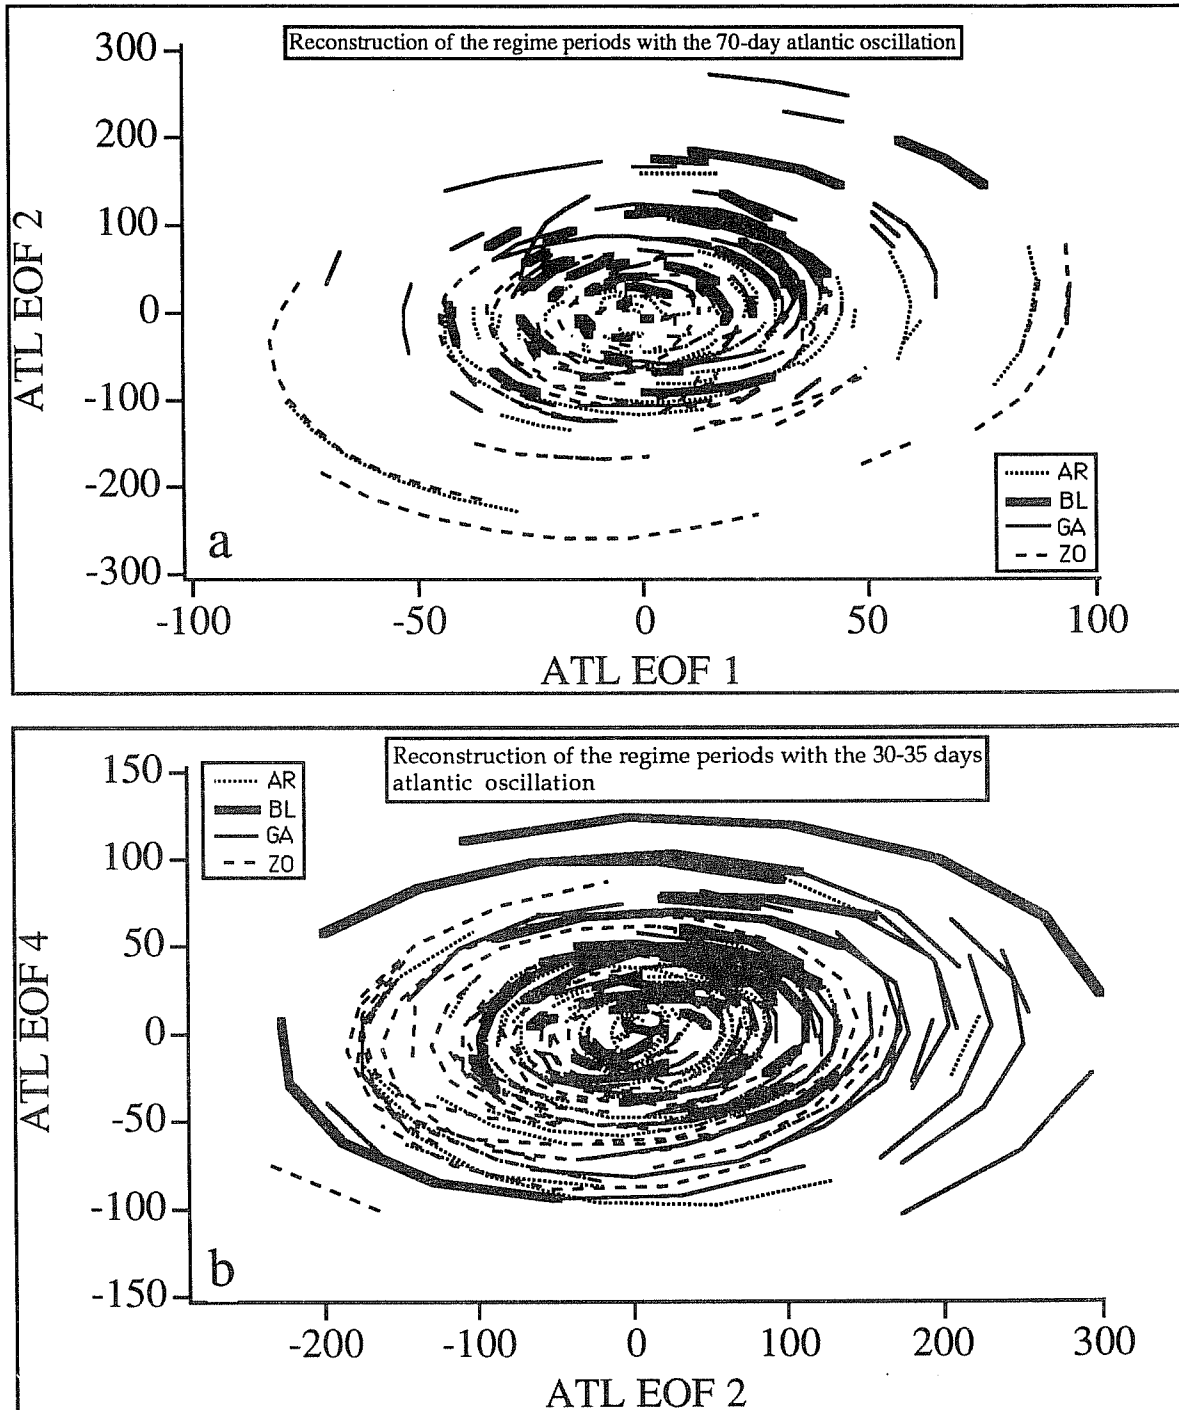 Reconstruction of the regime periods with the 70-day atlantic oscillation
300
200
100
0
-100
-200
-300
ATL EOF 2
a
AR
BL
GA
ZO
-100
-50
0
50
100
ATL EOF 1
Reconstruction of the regime periods with the 30-35 days
atlantic oscillation
AR
BL
GA
ZO
150
100
50
0
-50
-100
-150
ATL EOF 4
b
-200
-100
0
100
200
300
ATL EOF 2